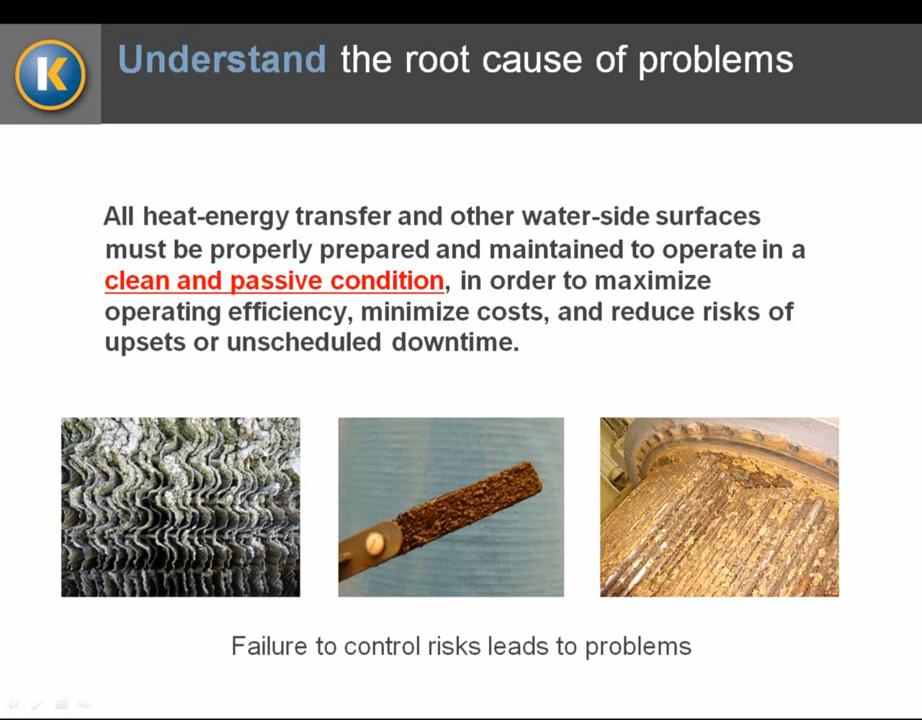 K
Understand the root cause of problems
All heat-energy transfer and other water-side surfaces
must be properly prepared and maintained to operate in a
clean and passive condition, in order to maximize
operating efficiency, minimize costs, and reduce risks of
upsets or unscheduled downtime.
Failure to control risks leads to problems